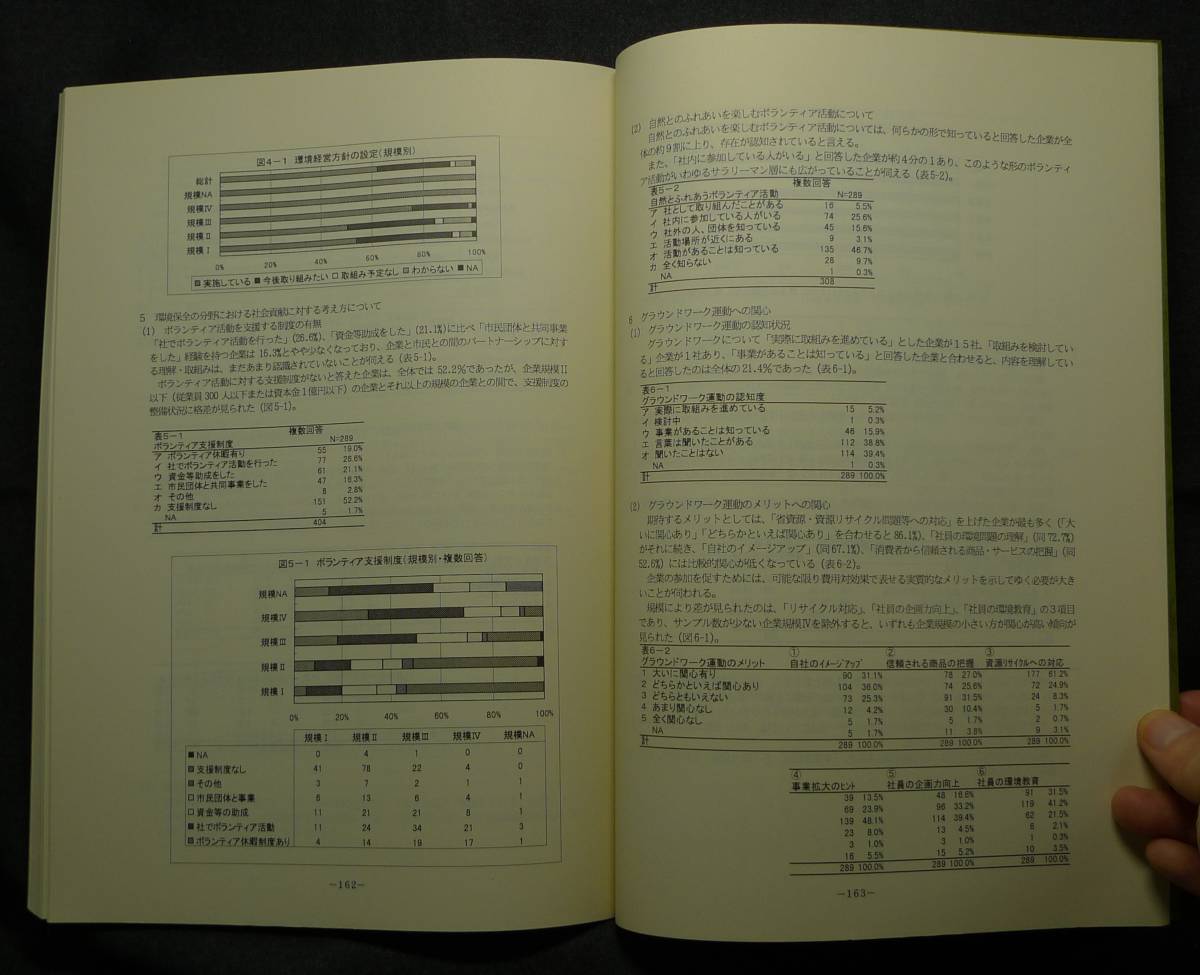 図4-1 環境経営方針の設定(規模別)
総計
規模NA
規模Ⅳ
規模Ⅲ
規模Ⅱ
規模Ⅰ
0% 20% 40% 60% 80% 100%
実施している 今後取り組みたい 取組み予定なし わからない NA
5 環境保全の分野における社会貢献に対する考え方について
(1) ボランティア活動を支援する制度の有無
「社でボランティア活動を行った」(26.6%)、「資金等助成をした」(21.1%)に比べ「市民団体と共同事業
をした」経験を持つ企業は 16.3%とやや少なくなっており、企業と市民との間のパートナーシップに対す
る理解・取組みは、まだあまり認識されていないことが伺える(表5-1)。
ボランティア活動に対する支援制度がないと答えた企業は、全体では 52.2%であったが、企業規模Ⅱ
以下(従業員 300 人以下または資本金1億円以下)の企業とそれ以上の規模の企業との間で、支援制度の
整備状況に格差が見られた(図5-1)。
表5-1 複数回答
ボランティア支援制度 N=289
ア ボランティア休暇有り 55 19.0%
イ 社でボランティア活動を行った 77 26.6%
ウ 資金等助成をした 61 21.1%
エ 市民団体と共同事業をした 47 16.3%
オ その他 8 2.8%
カ 支援制度なし 151 52.2%
NA 5 1.7%
計 404
図5-1 ボランティア支援制度(規模別・複数回答)
規模NA
規模Ⅳ
規模Ⅲ
規模Ⅱ
規模Ⅰ
0% 20% 40% 60% 80% 100%
規模Ⅰ 規模Ⅱ 規模Ⅲ 規模Ⅳ 規模NA
NA 0 4 1 0 0
支援制度なし 41 78 22 4 0
その他 3 7 2 1 1
市民団体と事業 6 13 6 4 1
資金等の助成 11 21 21 8 1
社でボランティア活動 11 24 34 21 3
ボランティア休暇制度あり 4 14 19 17 1
-162-
(2) 自然とのふれあいを楽しむボランティア活動について
自然とのふれあいを楽しむボランティア活動については、何らかの形で知っていると回答した企業が全
体の約9割に上り、存在が認知されていると言える。
また、「社内に参加している人がいる」と回答した企業が約4分の1あり、このような形のボランティ
ア活動がいわゆるサラリーマン層にも広がっていることが伺える(表5-2)。
表5-2 複数回答
自然とふれあうボランティア活動 N=289
ア 社として取り組んだことがある 16 5.5%
イ 社内に参加している人がいる 74 25.6%
ウ 社外の人、団体を知っている 45 15.6%
エ 活動場所が近くにある 9 3.1%
オ 活動があることは知っている 135 46.7%
カ 全く知らない 28 9.7%
NA 1 0.3%
計 308
6 グラウンドワーク運動への関心
(1) グラウンドワーク運動の認知状況
グラウンドワークについて「実際に取組みを進めている」とした企業が15社、「取組みを検討してい
る」企業が1社あり、「事業があることは知っている」と回答した企業と合わせると、内容を理解してい
ると回答したのは全体の21.4%であった(表6-1)。
表6-1
グラウンドワーク運動の認知度
ア 実際に取組みを進めている 15 5.2%
イ 検討中 1 0.3%
ウ 事業があることは知っている 46 15.9%
エ 言葉は聞いたことがある 112 38.8%
オ 聞いたことはない 114 39.4%
NA 1 0.3%
計 289 100.0%
(2) グラウンドワーク運動のメリットへの関心
期待するメリットとしては、「省資源・資源リサイクル問題等への対応」を上げた企業が最も多く(「大
いに関心あり」「どちらかといえば関心あり」を合わせると 86.1%)、「社員の環境問題の理解」(同 72.7%)
がそれに続き、「自社のイメージアップ」(同 67.1%)、「消費者から信頼される商品・サービスの把握」(同
52.6%)には比較的関心が低くなっている(表6-2)。
企業の参加を促すためには、可能な限り費用対効果で表せる実質的なメリットを示してゆく必要が大き
いことが伺われる。
規模により差が見られたのは、「リサイクル対応」、「社員の企画力向上」、「社員の環境教育」の3項目
であり、サンプル数が少ない企業規模Ⅳを除外すると、いずれも企業規模の小さい方が関心が高い傾向が
見られた(図6-1)。
表6-2 ① ② ③
グラウンドワーク運動のメリット 自社のイメージアップ 信頼される商品の把握 資源リサイクルへの対応
1 大いに関心有り 90 31.1% 78 27.0% 177 61.2%
2 どちらかといえば関心あり 104 36.0% 74 25.6% 72 24.9%
3 どちらともいえない 73 25.3% 91 31.5% 24 8.3%
4 あまり関心なし 12 4.2% 30 10.4% 5 1.7%
5 全く関心なし 5 1.7% 5 1.7% 2 0.7%
NA 5 1.7% 11 3.8% 9 3.1%
計 289 100.0% 289 100.0% 289 100.0%
④ ⑤ ⑥
事業拡大のヒント 社員の企画力向上 社員の環境教育
39 13.5% 48 16.6% 91 31.5%
69 23.9% 96 33.2% 119 41.2%
139 48.1% 114 39.4% 62 21.5%
23 8.0% 13 4.5% 6 2.1%
3 1.0% 3 1.0% 1 0.3%
16 5.5% 15 5.2% 10 3.5%
289 100.0% 289 100.0% 289 100.0%
-163-